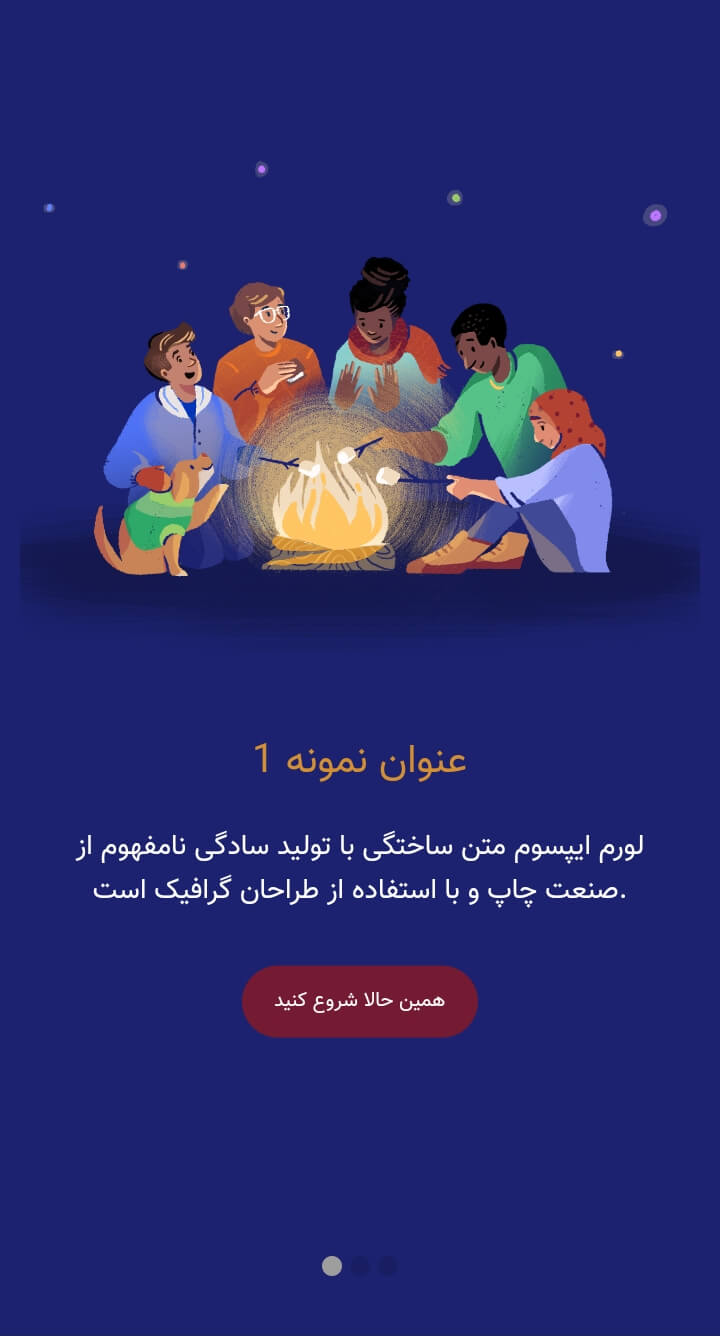 عنوان نمونه 1
لورم ایپسوم متن ساختگی با تولید سادگی نامفهوم از
.صنعت چاپ و با استفاده از طراحان گرافیک است
همین حالا شروع کنید